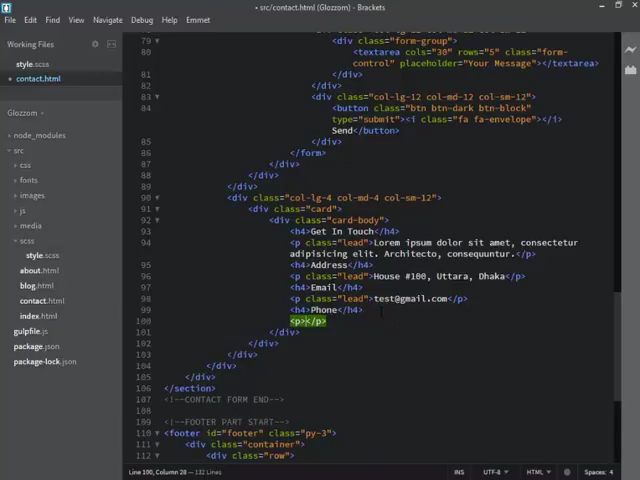 • src/contact.html (Glozzom) - Brackets
File Edit Find View Navigate Debug Help Emmet
Working Files
style.scss
contact.html
Glozzom
node_modules
src
css
fonts
images
js
media
scss
style.scss
about.html
blog.html
contact.html
index.html
gulpfile.js
package.json
package-lock.json
79 <div class="form-group">
80 <textarea cols="30" rows="5" class="form-
control" placeholder="Your Message"></textarea>
81 </div>
82 </div>
83 <div class="col-lg-12 col-md-12 col-sm-12">
84 <button class="btn btn-dark btn-block"
type="submit"><i class="fa fa-envelope"></i>
Send</button>
85 </div>
86 </form>
87 </div>
88 </div>
89 </div>
90 <div class="col-lg-4 col-md-4 col-sm-12">
91 <div class="card">
92 <div class="card-body">
93 <h4>Get In Touch</h4>
94 <p class="lead">Lorem ipsum dolor sit amet, consectetur
adipisicing elit. Architecto, consequuntur.</p>
95 <h4>Address</h4>
96 <p class="lead">House #100, Uttara, Dhaka</p>
97 <h4>Email</h4>
98 <p class="lead">test@gmail.com</p>
99 <h4>Phone</h4>
100 <p></p>
101 </div>
102 </div>
103 </div>
104 </div>
105 </div>
106 </section>
107 <!--CONTACT FORM END-->
108
109 <!--FOOTER PART START-->
110 <footer id="footer" class="py-3">
111 <div class="container">
112 <div class="row">
Line 100, Column 28 — 132 Lines INS UTF-8 HTML Spaces: 4